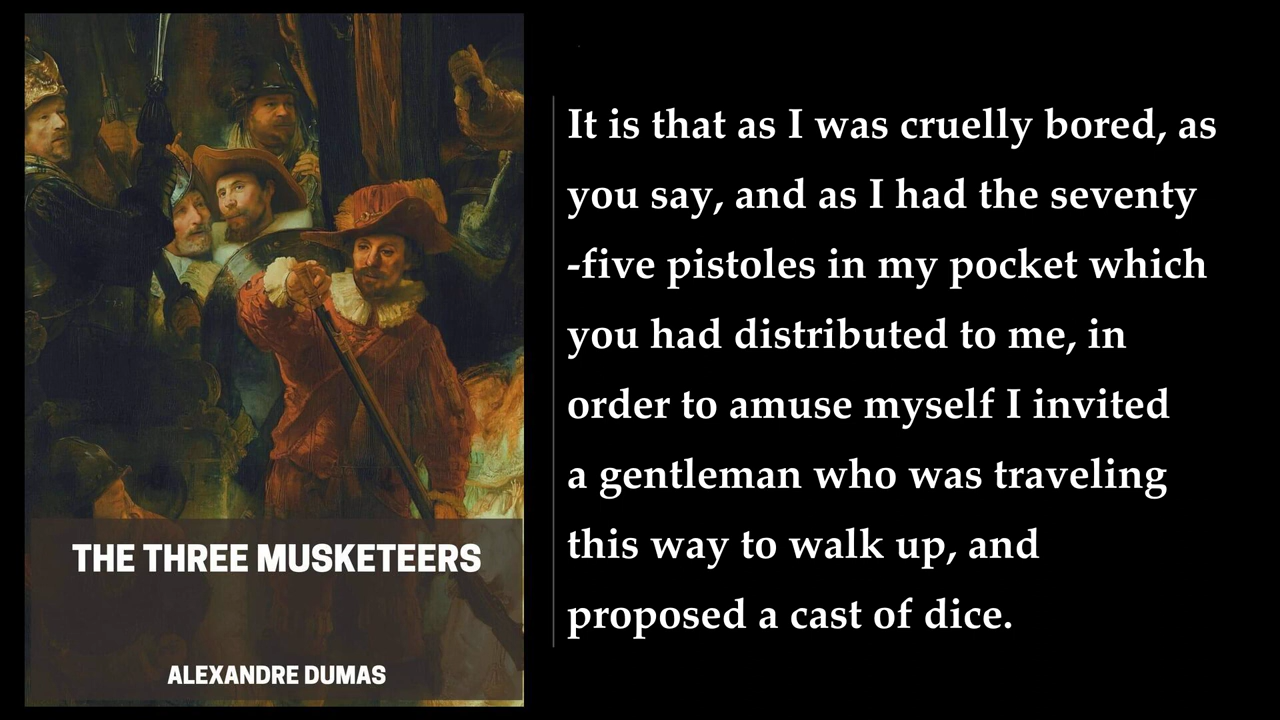 THE THREE MUSKETEERS
ALEXANDRE DUMAS
It is that as I was cruelly bored, as
you say, and as I had the seventy
-five pistoles in my pocket which
you had distributed to me, in
order to amuse myself I invited
a gentleman who was traveling
this way to walk up, and
proposed a cast of dice.